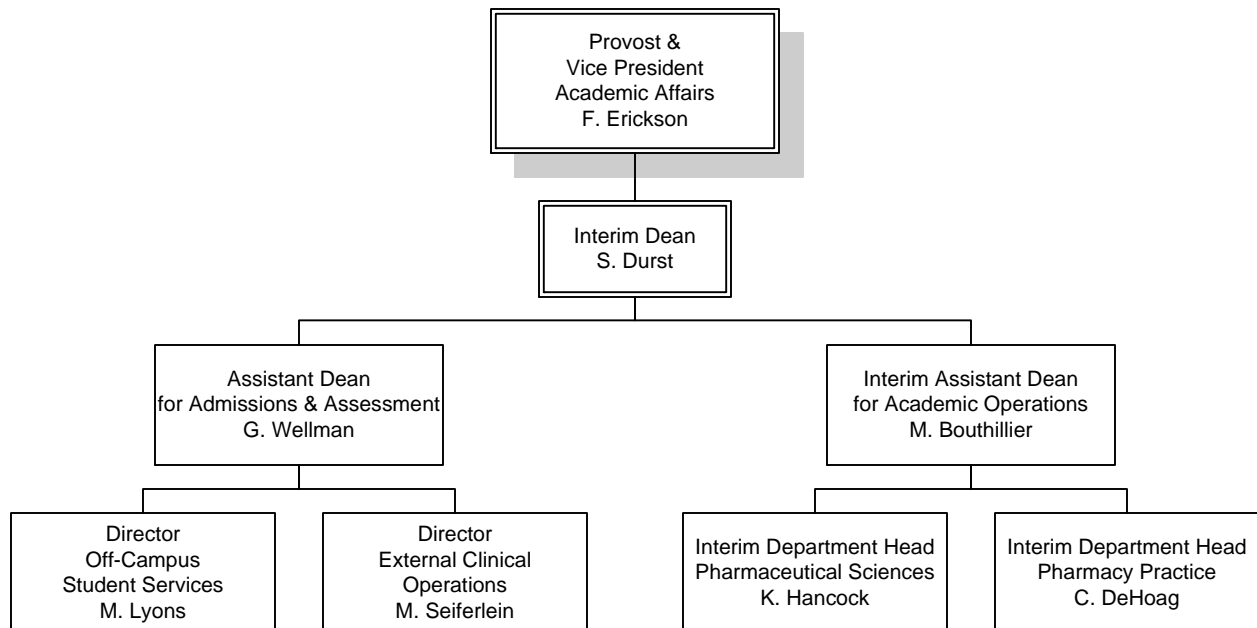 Provost &
Vice President
Academic Affairs
F. Erickson
Interim Dean
S. Durst
Assistant Dean
for Admissions & Assessment
G. Wellman
Interim Assistant Dean
for Academic Operations
M. Bouthillier
Director
Off-Campus
Student Services
M. Lyons
Director
External Clinical
Operations
M. Seiferlein
Interim Department Head
Pharmaceutical Sciences
K. Hancock
Interim Department Head
Pharmacy Practice
C. DeHoag